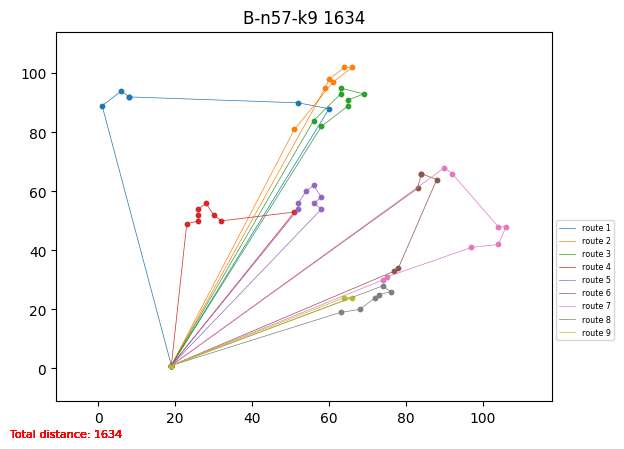 B-n57-k9 1634
100
80
60
40
20
0
0 20 40 60 80 100
route 1
route 2
route 3
route 4
route 5
route 6
route 7
route 8
route 9
Total distance: 1634